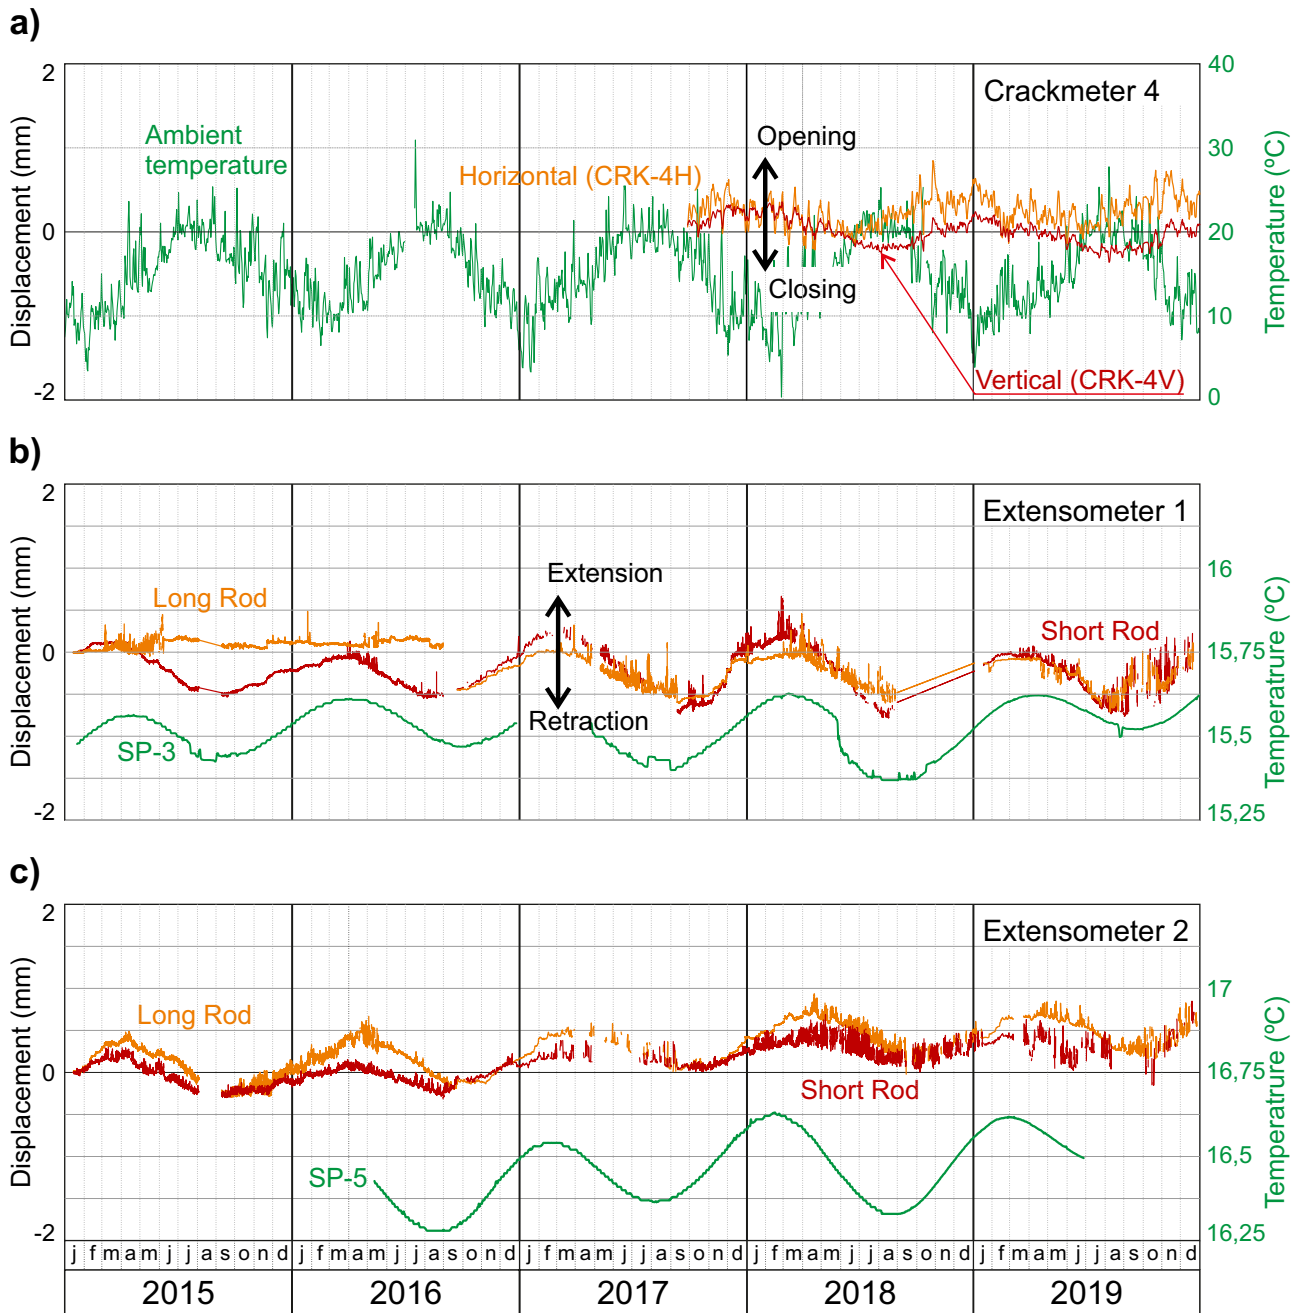 a)
2
0
-2
Displacement (mm)
Ambient
temperature
Horizontal (CRK-4H)
Opening
Closing
Crackmeter 4
Vertical (CRK-4V)
40
30
20
10
0
Temperature (ºC)
b)
2
0
-2
Displacement (mm)
Long Rod
SP-3
Extension
Retraction
Extensometer 1
Short Rod
16
15,75
15,5
15,25
Temperatrure (ºC)
c)
2
0
-2
Displacement (mm)
Long Rod
SP-5
Extensometer 2
Short Rod
17
16,75
16,5
16,25
Temperatrure (ºC)
j f m a m j j a s o n d j f m a m j j a s o n d j f m a m j j a s o n d j f m a m j j a s o n d j f m a m j j a s o n d
2015 2016 2017 2018 2019